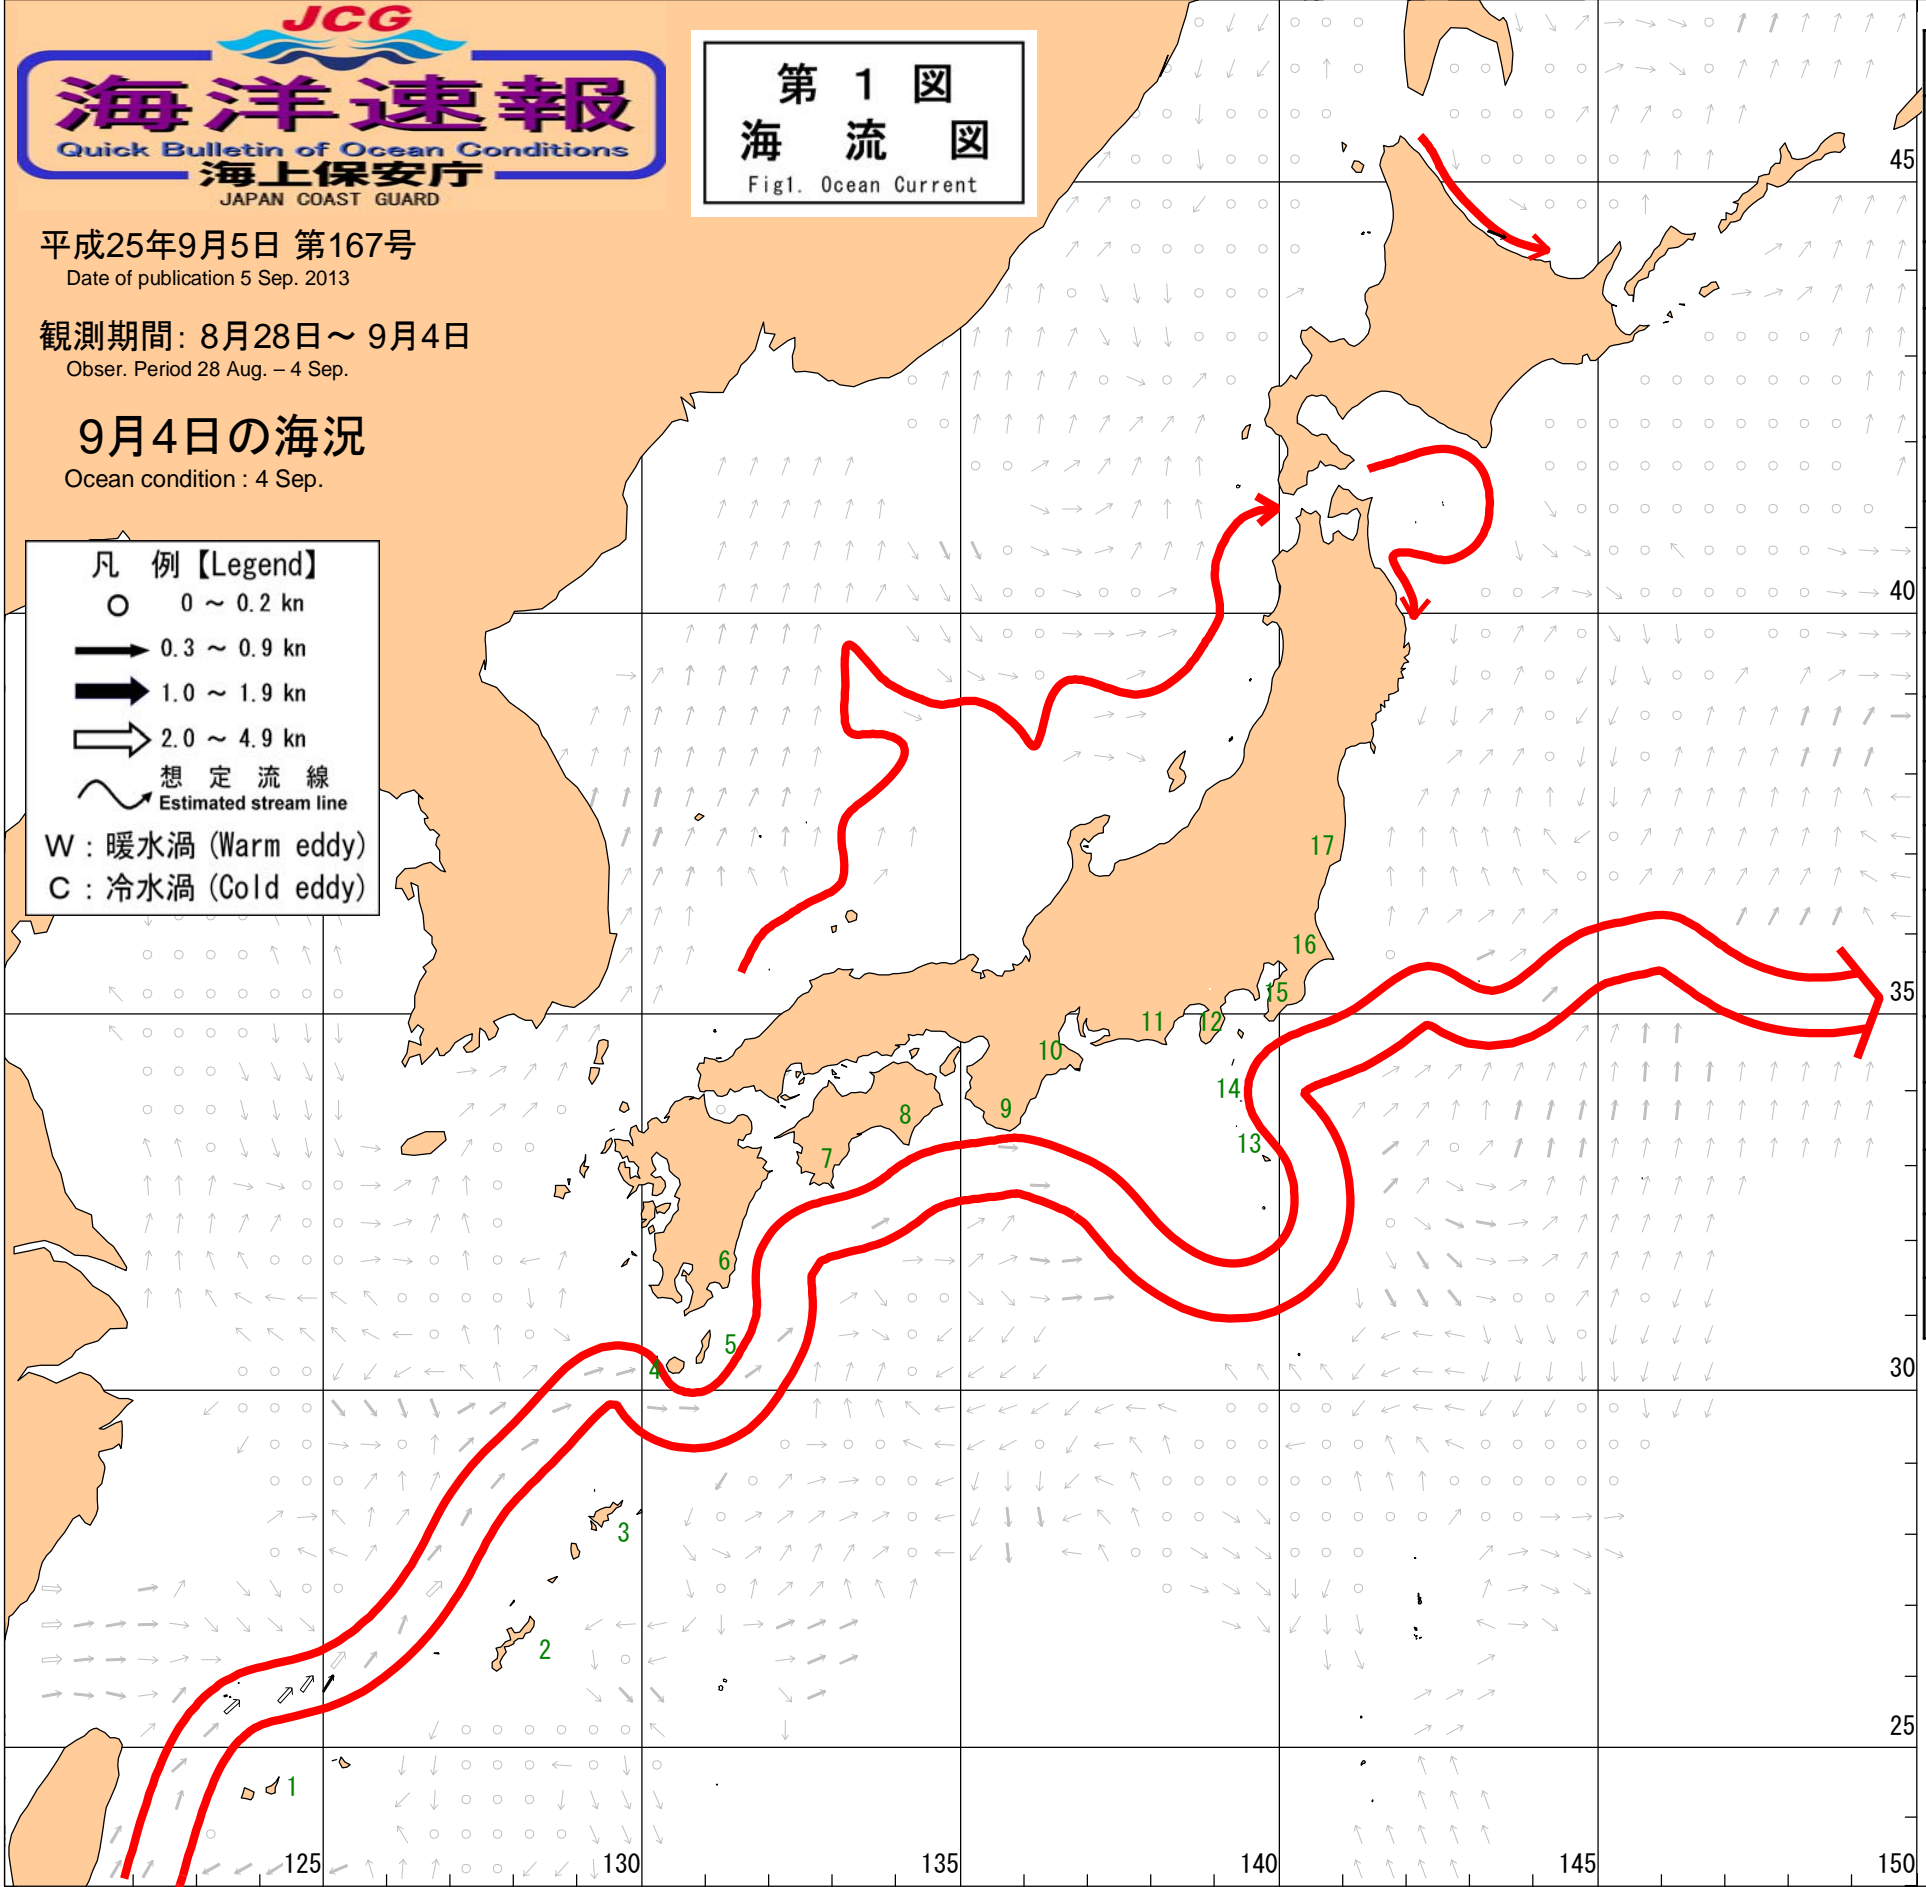 JCG
海洋速報
Quick Bulletin of Ocean Conditions
海上保安庁
JAPAN COAST GUARD
第 1 図
海 流 図
Fig1. Ocean Current
平成25年9月5日 第167号
Date of publication 5 Sep. 2013
観測期間: 8月28日～ 9月4日
Obser. Period 28 Aug. – 4 Sep.
9月4日の海況
Ocean condition : 4 Sep.
凡 例【Legend】
0 ～ 0.2 kn
0.3 ～ 0.9 kn
1.0 ～ 1.9 kn
2.0 ～ 4.9 kn
想 定 流 線
Estimated stream line
W : 暖水渦 (Warm eddy)
C : 冷水渦 (Cold eddy)
45
40
17
16
35
15
11
12
10
14
9
8
13
7
6
5
4
30
3
2
25
1
125
130
135
140
145
150